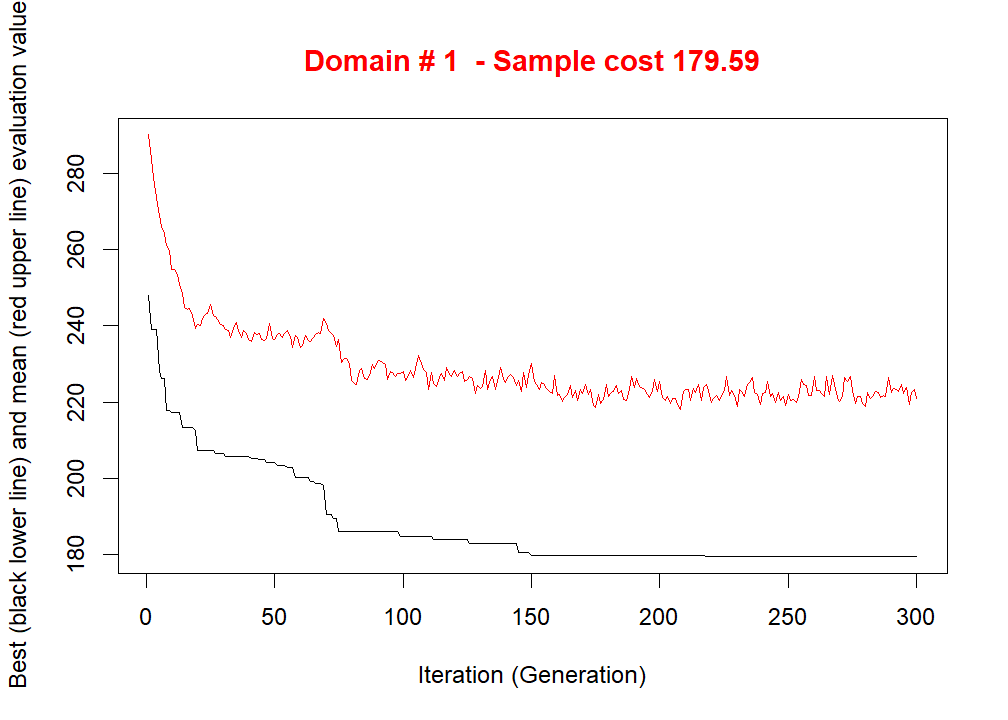 Domain # 1  - Sample cost 179.59
Best (black lower line) and mean (red upper line) evaluation value
280
260
240
220
200
180
0 50 100 150 200 250 300
Iteration (Generation)